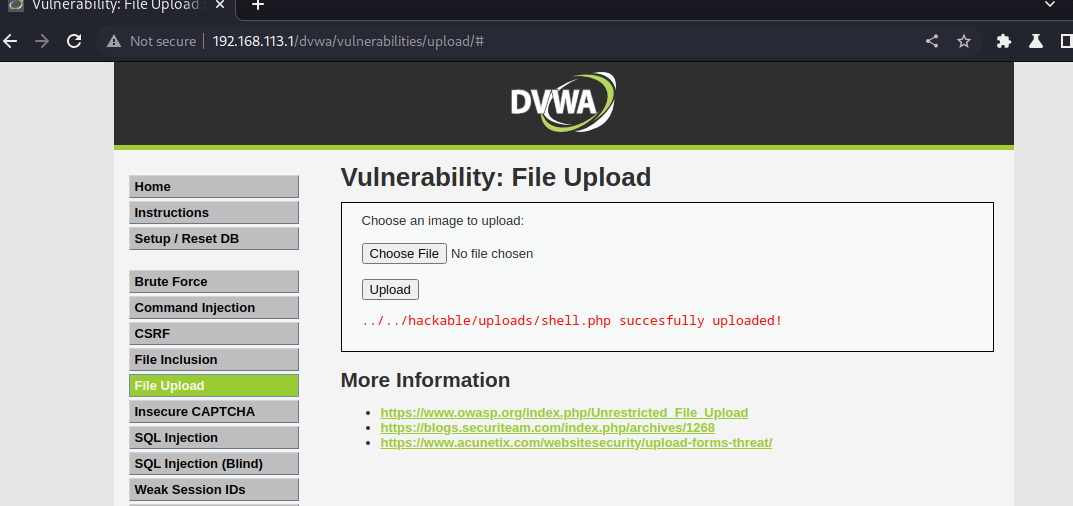 Vulnerability: File Upload
Not secure
192.168.113.1/dvwa/vulnerabilities/upload/#
DVWA
Home
Instructions
Setup / Reset DB
Brute Force
Command Injection
CSRF
File Inclusion
File Upload
Insecure CAPTCHA
SQL Injection
SQL Injection (Blind)
Weak Session IDs
Vulnerability: File Upload
Choose an image to upload:
Choose File No file chosen
Upload
../../hackable/uploads/shell.php succesfully uploaded!
More Information
https://www.owasp.org/index.php/Unrestricted_File_Upload
https://blogs.securiteam.com/index.php/archives/1268
https://www.acunetix.com/websitesecurity/upload-forms-threat/